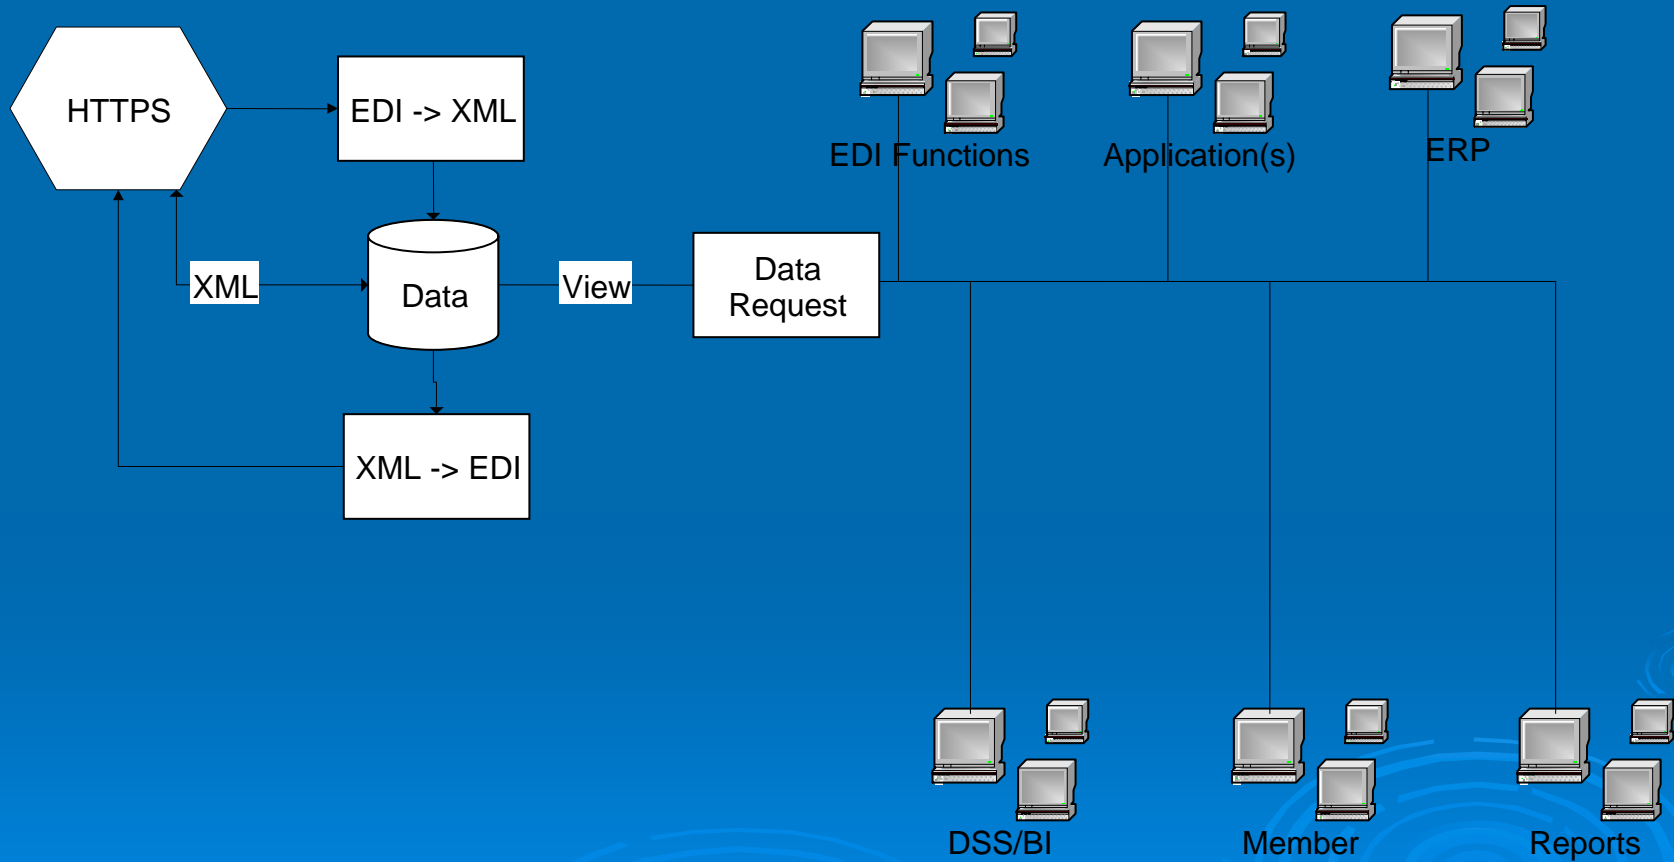 HTTPS
EDI -> XML
EDI Functions
Application(s)
ERP
XML
Data
View
Data
Request
XML -> EDI
DSS/BI
Member
Reports